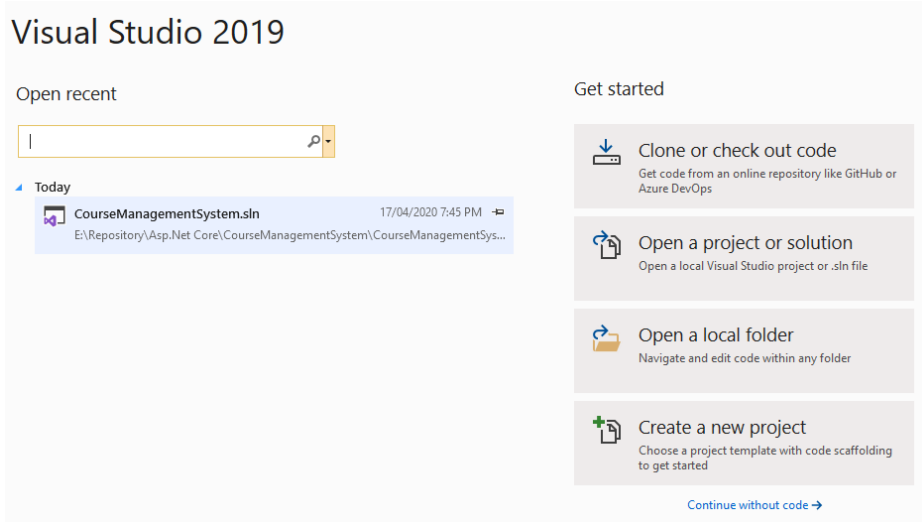 Visual Studio 2019
Open recent
Today
CourseManagementSystem.sln 17/04/2020 7:45 PM
E:\Repository\Asp.Net Core\CourseManagementSystem\CourseManagementSys...
Get started
Clone or check out code
Get code from an online repository like GitHub or
Azure DevOps
Open a project or solution
Open a local Visual Studio project or .sln file
Open a local folder
Navigate and edit code within any folder
Create a new project
Choose a project template with code scaffolding
to get started
Continue without code